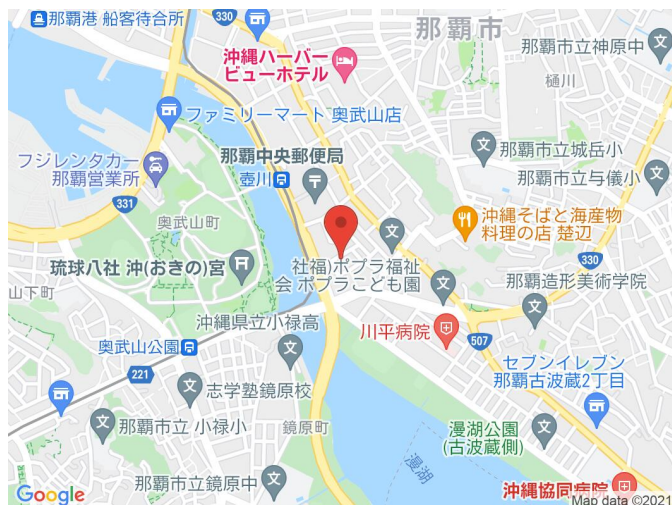 那覇港 船客待合所
330
那覇市
那覇市立神原中
沖縄ハーバー
ビューホテル
樋川
ファミリーマート 奥武山店
那覇中央郵便局
那覇市立城岳小
フジレンタカー
那覇営業所
壺川
那覇市立与儀小
331
奥武山町
沖縄そばと海産物
料理の店 楚辺
330
琉球八社 沖(おきの)宮
社福)ポプラ福祉
会 ポプラこども園
那覇造形美術学院
山下町
沖縄県立小禄高
川平病院
奥武山公園
507
221
セブンイレブン
那覇古波蔵2丁目
志学塾鏡原校
那覇市立 小禄小
鏡原町
漫湖公園
(古波蔵側)
漫湖
那覇市立鏡原中
沖縄協同病院
Google
Map data ©2021